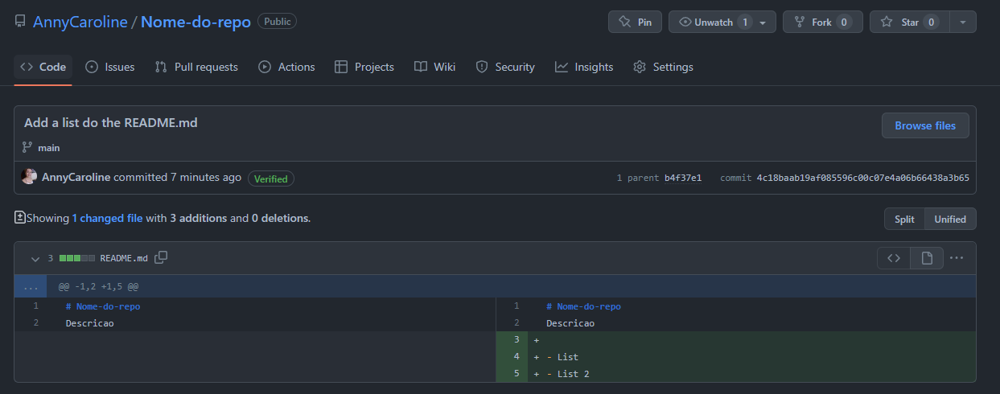 AnnyCaroline / Nome-do-repo Public Pin Unwatch 1 Fork 0 Star 0
Code Issues Pull requests Actions Projects Wiki Security Insights Settings
Add a list do the README.md Browse files
main
AnnyCaroline committed 7 minutes ago Verified 1 parent b4f37e1 commit 4c18baab19af085596c00c07e4a06b66438a3b65
Showing 1 changed file with 3 additions and 0 deletions. Split Unified
3 README.md
... @@ -1,2 +1,5 @@
1 # Nome-do-repo 1 # Nome-do-repo
2 Descricao 2 Descricao
3 +
4 + - List
5 + - List 2